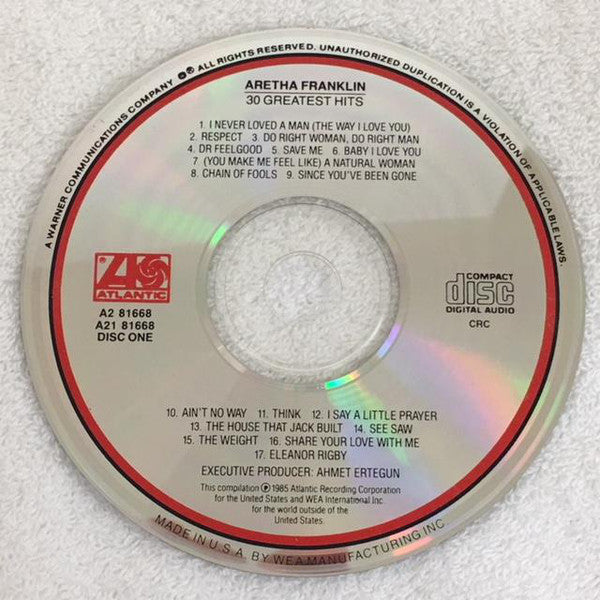 A WARNER COMMUNICATIONS COMPANY ® ℗ ALL RIGHTS RESERVED. UNAUTHORIZED DUPLICATION IS A VIOLATION OF APPLICABLE LAWS.
ARETHA FRANKLIN
30 GREATEST HITS
1. I NEVER LOVED A MAN (THE WAY I LOVE YOU)
2. RESPECT 3. DO RIGHT WOMAN, DO RIGHT MAN
4. DR FEELGOOD 5. SAVE ME 6. BABY I LOVE YOU
7. (YOU MAKE ME FEEL LIKE) A NATURAL WOMAN
8. CHAIN OF FOOLS 9. SINCE YOU'VE BEEN GONE
ATLANTIC
A2 81668
A21 81668
DISC ONE
COMPACT
disc
DIGITAL AUDIO
CRC
10. AIN'T NO WAY 11. THINK 12. I SAY A LITTLE PRAYER
13. THE HOUSE THAT JACK BUILT 14. SEE SAW
15. THE WEIGHT 16. SHARE YOUR LOVE WITH ME
17. ELEANOR RIGBY
EXECUTIVE PRODUCER: AHMET ERTEGUN
This compilation ℗ 1985 Atlantic Recording Corporation
for the United States and WEA International Inc.
for the world outside of the
United States.
MADE IN U.S.A. BY WEA MANUFACTURING INC